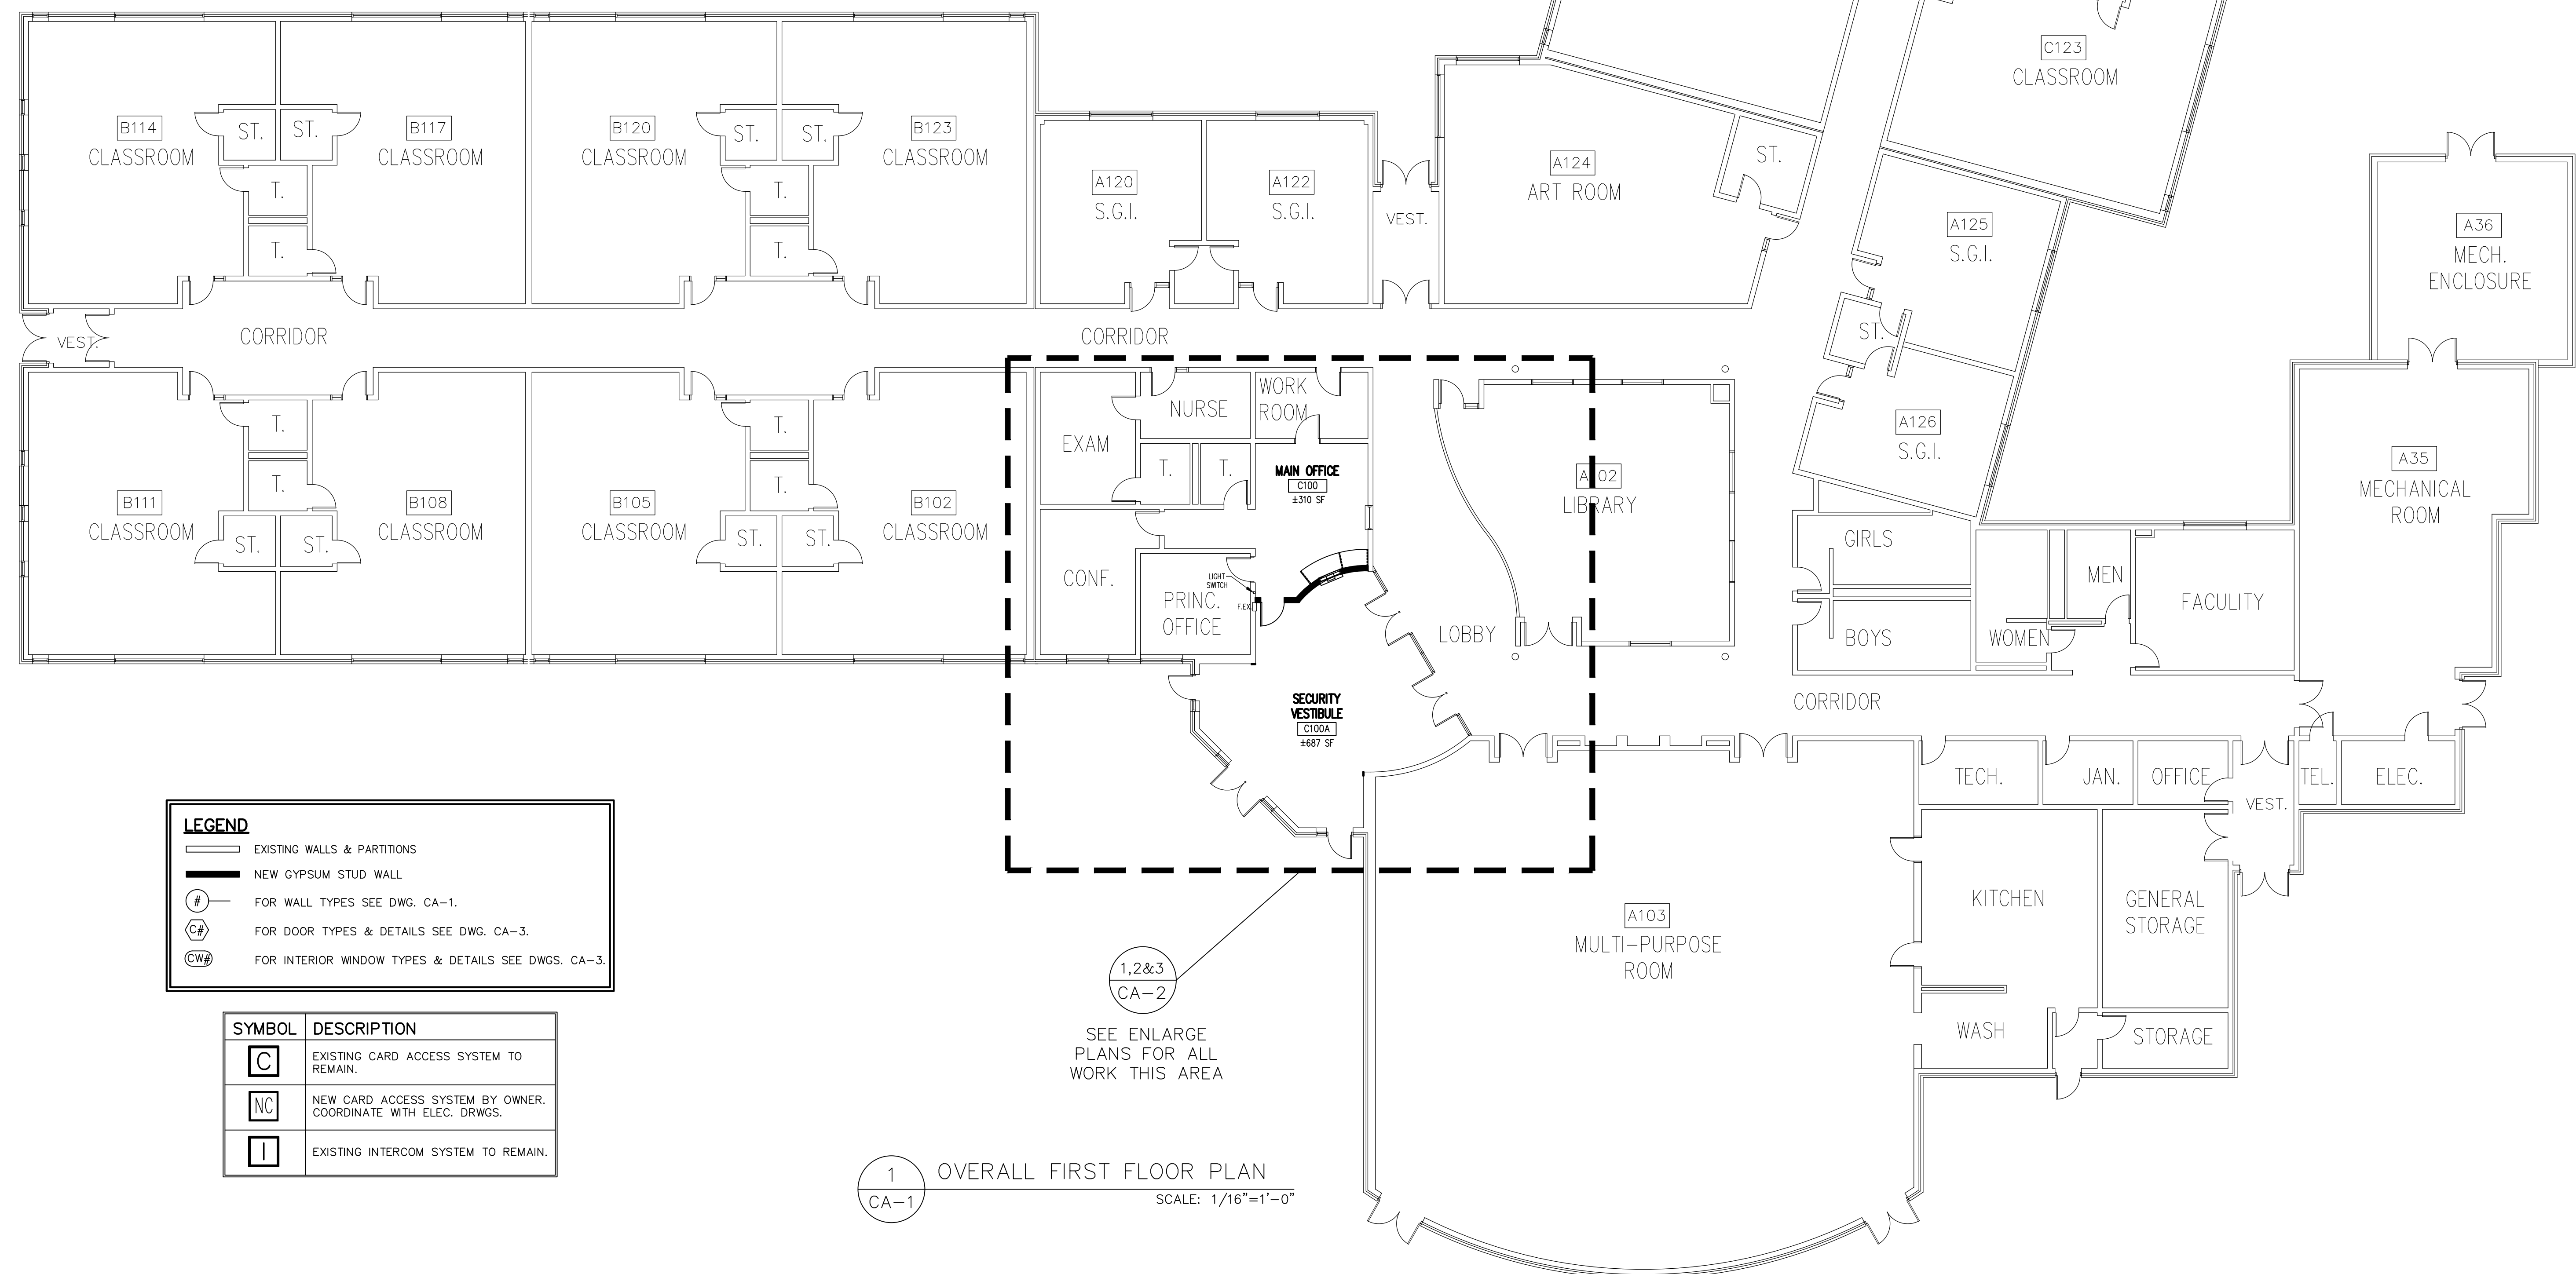 C123
CLASSROOM
B114
CLASSROOM
ST.
ST.
B117
CLASSROOM
B120
CLASSROOM
ST.
ST.
B123
CLASSROOM
T.
T.
T.
T.
A120
S.G.I.
A122
S.G.I.
VEST.
A124
ART ROOM
ST.
A125
S.G.I.
A36
MECH.
ENCLOSURE
VEST.
CORRIDOR
CORRIDOR
ST.
B111
CLASSROOM
T.
T.
ST.
ST.
B108
CLASSROOM
B105
CLASSROOM
T.
T.
ST.
ST.
B102
CLASSROOM
EXAM
NURSE
WORK
ROOM
T.
T.
MAIN OFFICE
C100
±310 SF
A102
LIBRARY
A126
S.G.I.
A35
MECHANICAL
ROOM
CONF.
LIGHT
SWITCH
F.EX.
PRINC.
OFFICE
LOBBY
GIRLS
BOYS
WOMEN
MEN
FACULITY
SECURITY
VESTIBULE
C100A
±687 SF
CORRIDOR
TECH.
JAN.
OFFICE
VEST.
TEL.
ELEC.
KITCHEN
GENERAL
STORAGE
A103
MULTI-PURPOSE
ROOM
WASH
STORAGE
LEGEND
EXISTING WALLS & PARTITIONS
NEW GYPSUM STUD WALL
# FOR WALL TYPES SEE DWG. CA-1.
C# FOR DOOR TYPES & DETAILS SEE DWG. CA-3.
CW# FOR INTERIOR WINDOW TYPES & DETAILS SEE DWGS. CA-3.
SYMBOL DESCRIPTION
C EXISTING CARD ACCESS SYSTEM TO
REMAIN.
NC NEW CARD ACCESS SYSTEM BY OWNER.
COORDINATE WITH ELEC. DRWGS.
I EXISTING INTERCOM SYSTEM TO REMAIN.
1,2&3
CA-2
SEE ENLARGE
PLANS FOR ALL
WORK THIS AREA
1
CA-1
OVERALL FIRST FLOOR PLAN
SCALE: 1/16"=1'-0"